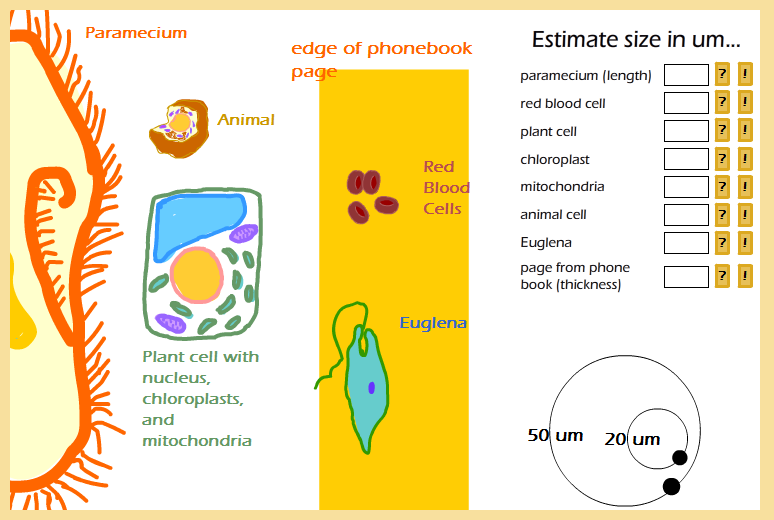 Paramecium
edge of phonebook
page
Animal
Red
Blood
Cells
Euglena
Plant cell with
nucleus,
chloroplasts,
and
mitochondria
Estimate size in um...
paramecium (length) ? !
red blood cell ? !
plant cell ? !
chloroplast ? !
mitochondria ? !
animal cell ? !
Euglena ? !
page from phone
book (thickness) ? !
50 um
20 um